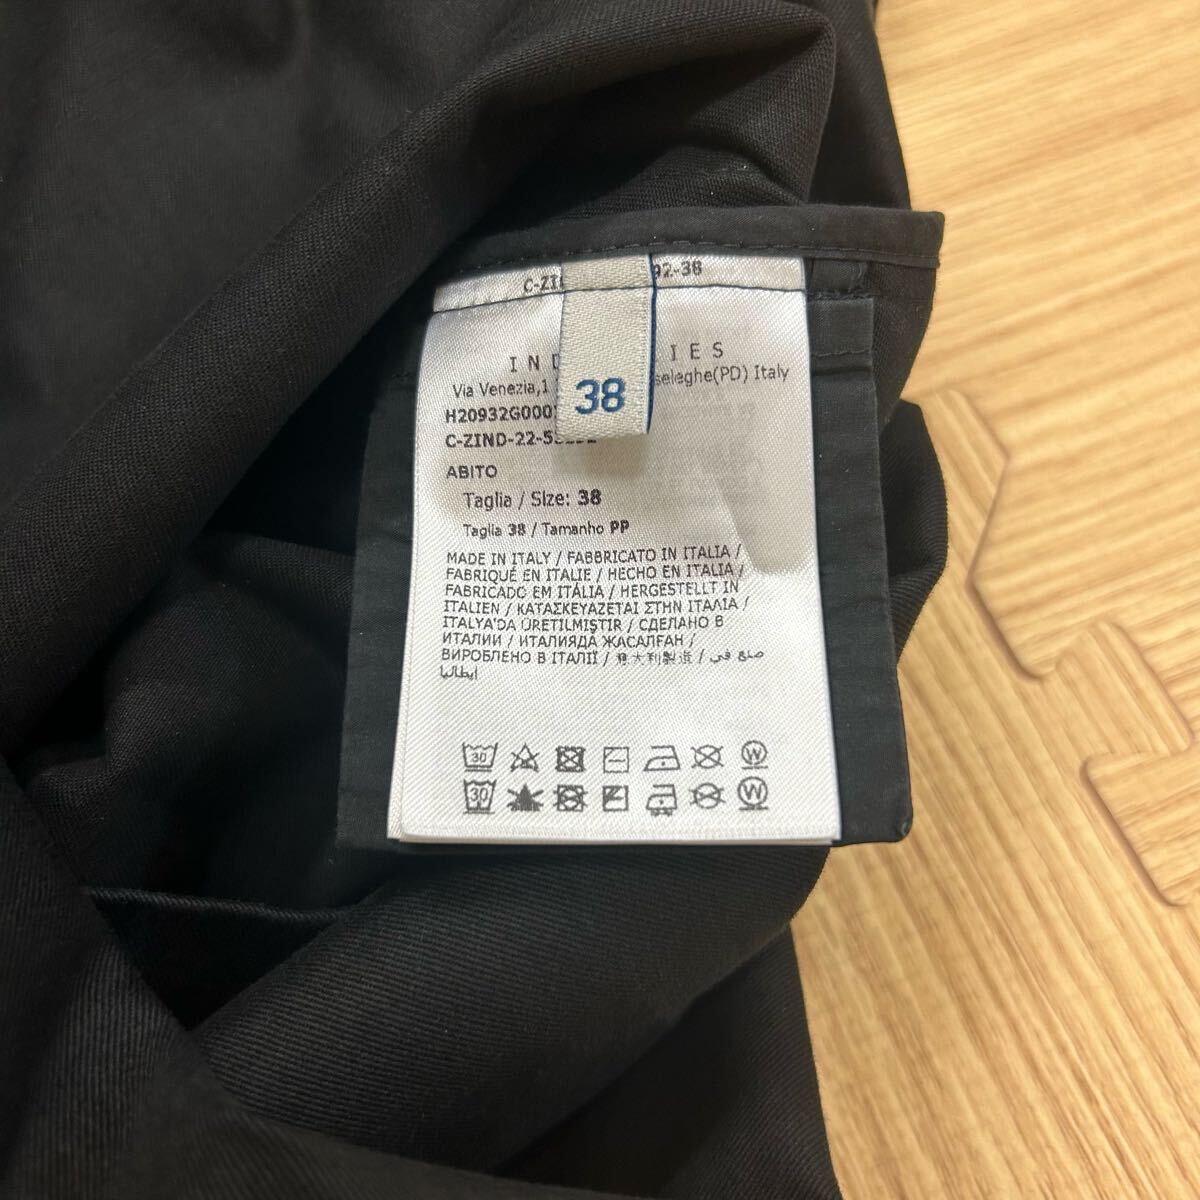 C-ZI 92-38
38
IND IES
Via Venezia,1 seleghe(PD) Italy
H20932G000
C-ZIND-22-5
ABITO
Taglia / Size: 38
Taglia 38 / Tamanho PP
MADE IN ITALY / FABBRICATO IN ITALIA /
FABRIQUÉ EN ITALIE / HECHO EN ITALIA /
FABRICADO EM ITÁLIA / HERGESTELLT IN
ITALIEN / ΚΑΤΑΣΚΕΥΑΖΕΤΑΙ ΣΤΗΝ ΙΤΑΛΙΑ /
ITALYA'DA ÜRETILMIŞTIR / СДЕЛАНО В
ИТАЛИИ / ИТАЛИЯДА ЖАСАЛҒАН /
ВИРОБЛЕНО В ІТАЛІЇ / 意大利製造 / صنع في
إيطاليا
30 W
30 W